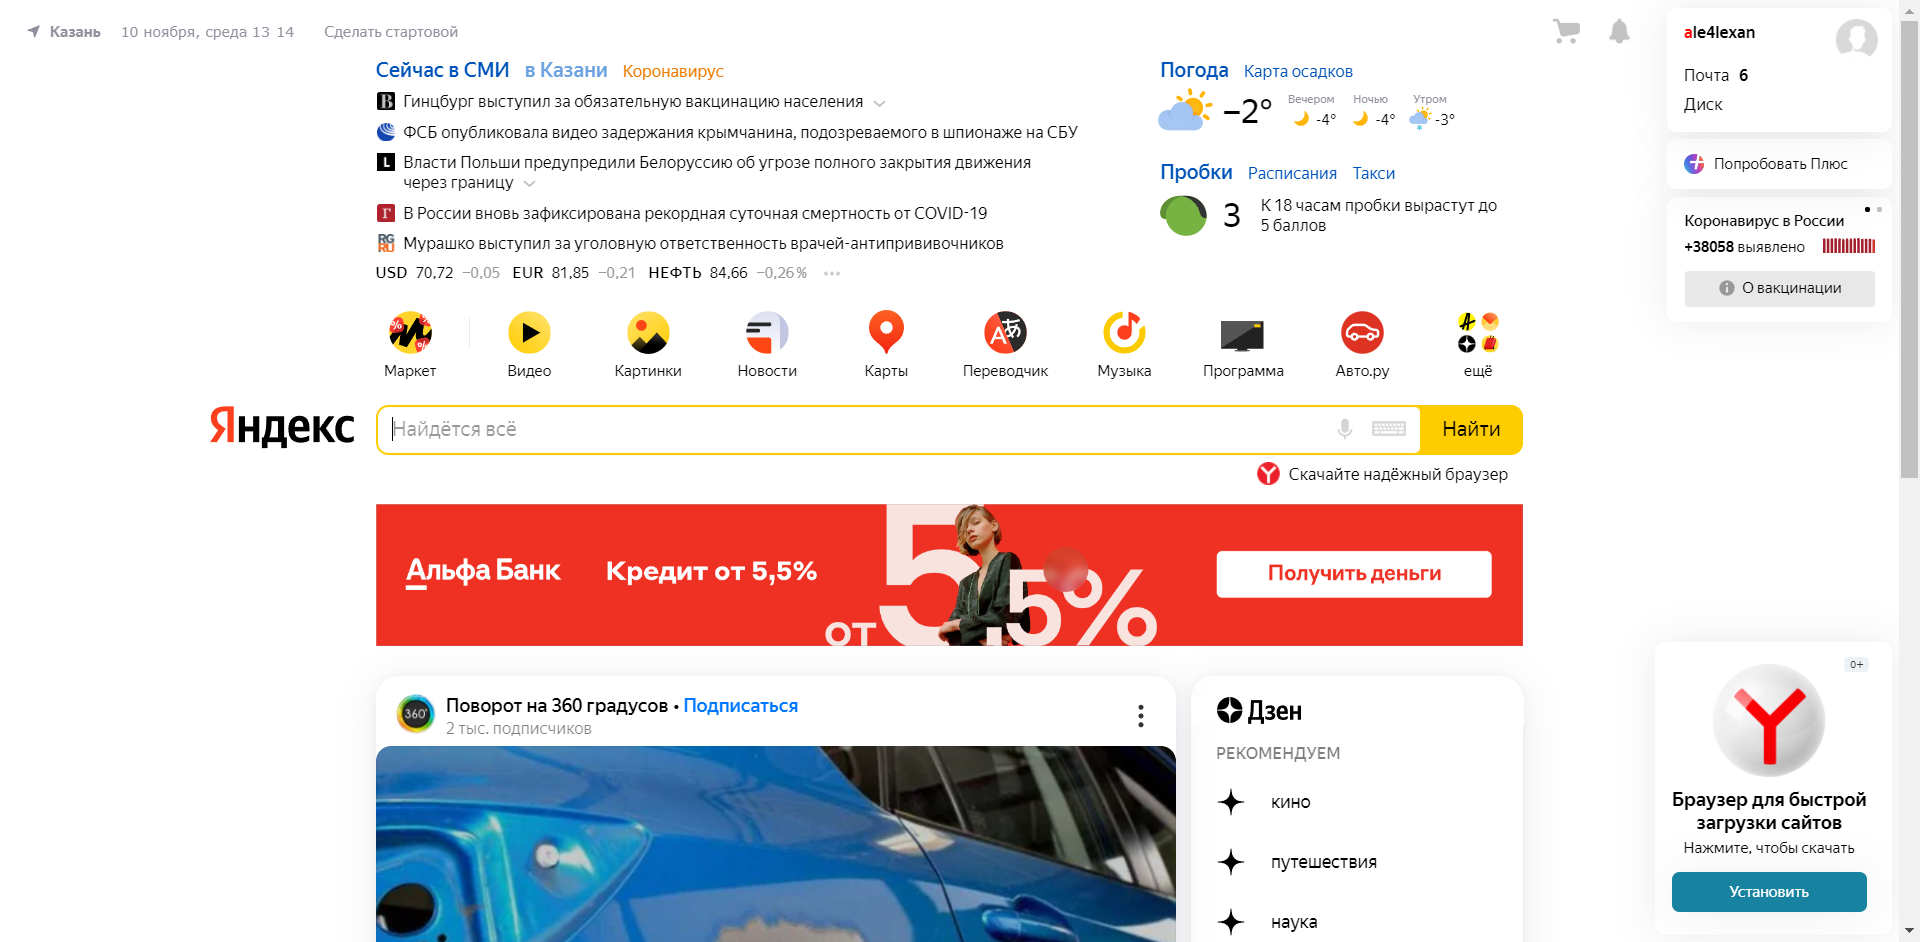 Казань 10 ноября, среда 13 14 Сделать стартовой
Сейчас в СМИ в Казани Коронавирус
Гинцбург выступил за обязательную вакцинацию населения
ФСБ опубликовала видео задержания крымчанина, подозреваемого в шпионаже на СБУ
Власти Польши предупредили Белоруссию об угрозе полного закрытия движения
через границу
В России вновь зафиксирована рекордная суточная смертность от COVID-19
Мурашко выступил за уголовную ответственность врачей-антипрививочников
USD 70,72 −0,05 EUR 81,85 −0,21 НЕФТЬ 84,66 −0,26% •••
Погода Карта осадков
−2° Вечером -4° Ночью -4° Утром -3°
Пробки Расписания Такси
3 К 18 часам пробки вырастут до
5 баллов
ale4lexan
Почта 6
Диск
Попробовать Плюс
Коронавирус в России
+38058 выявлено
О вакцинации
Маркет Видео Картинки Новости Карты Переводчик Музыка Программа Авто.ру ещё
Яндекс Найдётся всё Найти
Скачайте надёжный браузер
Альфа Банк Кредит от 5,5% от 5,5% Получить деньги
360° Поворот на 360 градусов • Подписаться
2 тыс. подписчиков
Дзен
РЕКОМЕНДУЕМ
кино
путешествия
наука
0+
Браузер для быстрой
загрузки сайтов
Нажмите, чтобы скачать
Установить